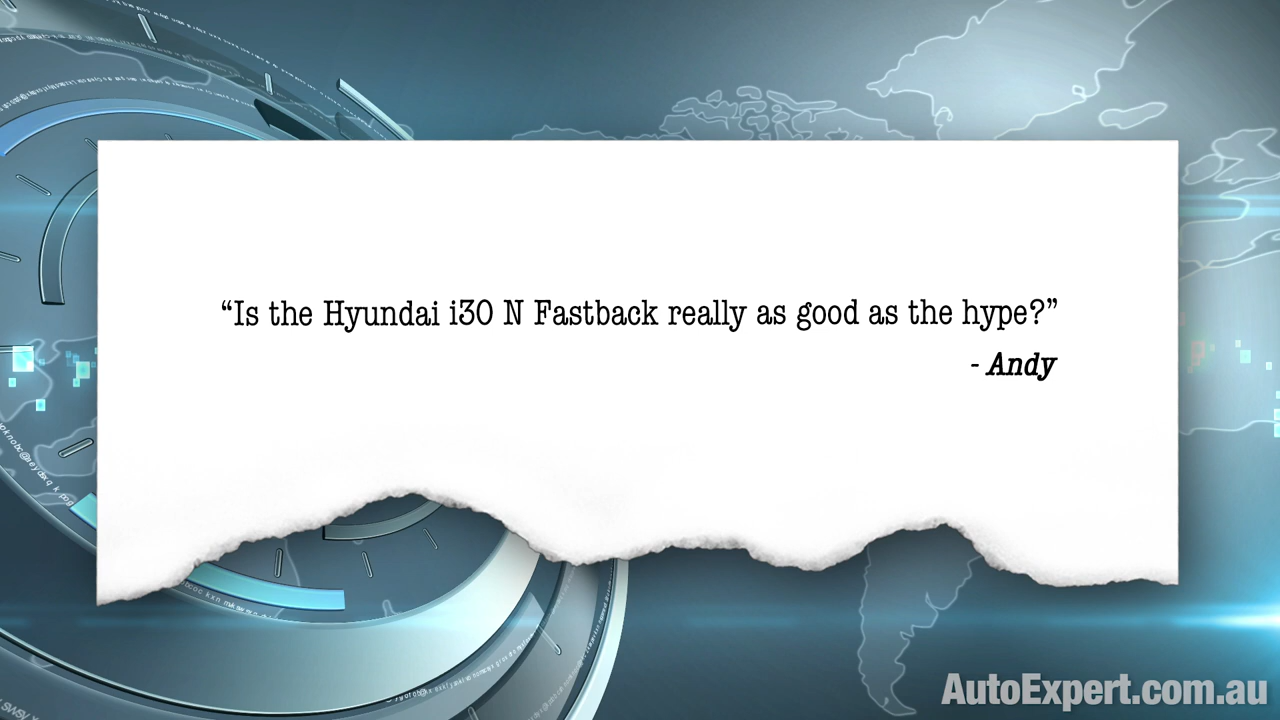 “Is the Hyundai i30 N Fastback really as good as the hype?”
- Andy
AutoExpert.com.au